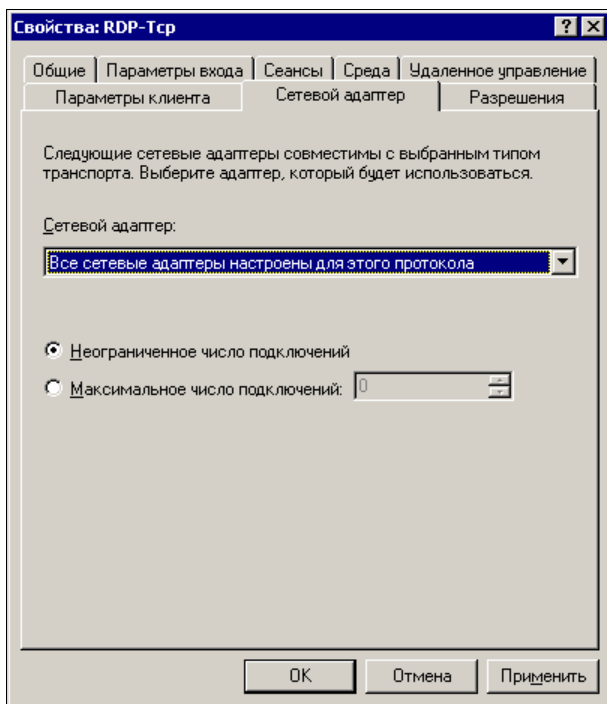 Свойства: RDP-Tcp
Общие Параметры входа Сеансы Среда Удаленное управление
Параметры клиента Сетевой адаптер Разрешения
Следующие сетевые адаптеры совместимы с выбранным типом
транспорта. Выберите адаптер, который будет использоваться.
Сетевой адаптер:
Все сетевые адаптеры настроены для этого протокола
Неограниченное число подключений
Максимальное число подключений: 0
ОК Отмена Применить